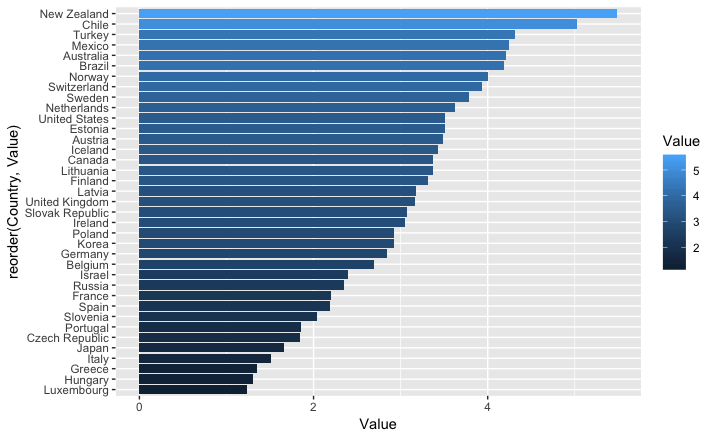 New Zealand
Chile
Turkey
Mexico
Australia
Brazil
Norway
Switzerland
Sweden
Netherlands
United States
Estonia
Austria
Iceland
Canada
Lithuania
Finland
Latvia
United Kingdom
Slovak Republic
Ireland
Poland
Korea
Germany
Belgium
Israel
Russia
France
Spain
Slovenia
Portugal
Czech Republic
Japan
Italy
Greece
Hungary
Luxembourg
reorder(Country, Value)
0 2 4
Value
Value
5
4
3
2